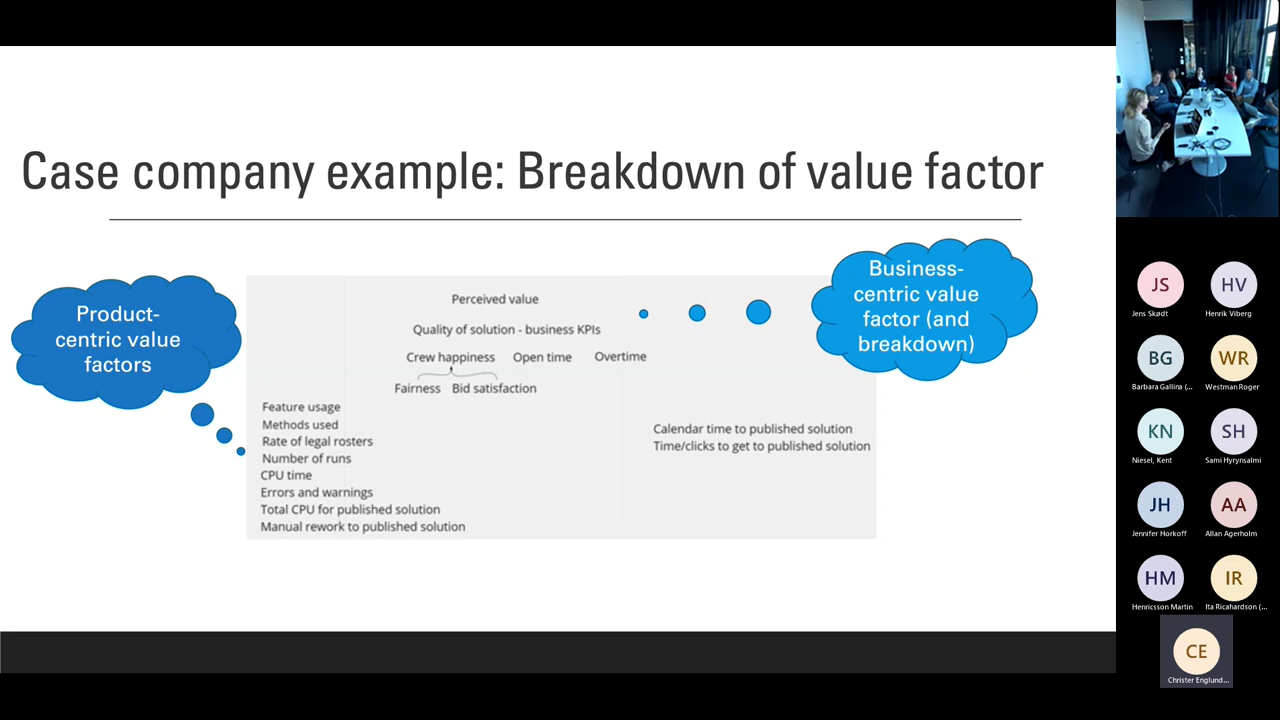 Case company example: Breakdown of value factor
Product-
centric value
factors
Business-
centric value
factor (and
breakdown)
Perceived value
Quality of solution - business KPIs
Crew happiness Open time Overtime
Fairness Bid satisfaction
Feature usage
Methods used
Rate of legal rosters
Number of runs
CPU time
Errors and warnings
Total CPU for published solution
Manual rework to published solution
Calendar time to published solution
Time/clicks to get to published solution
JS HV
Jens Skødt Henrik Viberg
BG WR
Barbara Gallina (... Westman Roger
KN SH
Niesel, Kent Sami Hyrynsalmi
JH AA
Jennifer Horkoff Allan Agerholm
HM IR
Henricsson Martin Ita Ricahardson (...
CE
Christer Englund...